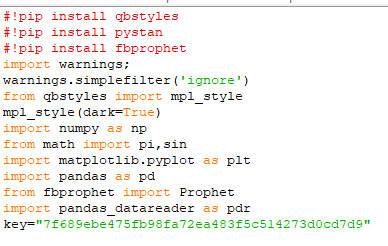 #!pip install qbstyles
#!pip install pystan
#!pip install fbprophet
import warnings;
warnings.simplefilter('ignore')
from qbstyles import mpl_style
mpl_style(dark=True)
import numpy as np
from math import pi,sin
import matplotlib.pyplot as plt
import pandas as pd
from fbprophet import Prophet
import pandas_datareader as pdr
key="7f689ebe475fb98fa72ea483f5c514273d0cd7d9"